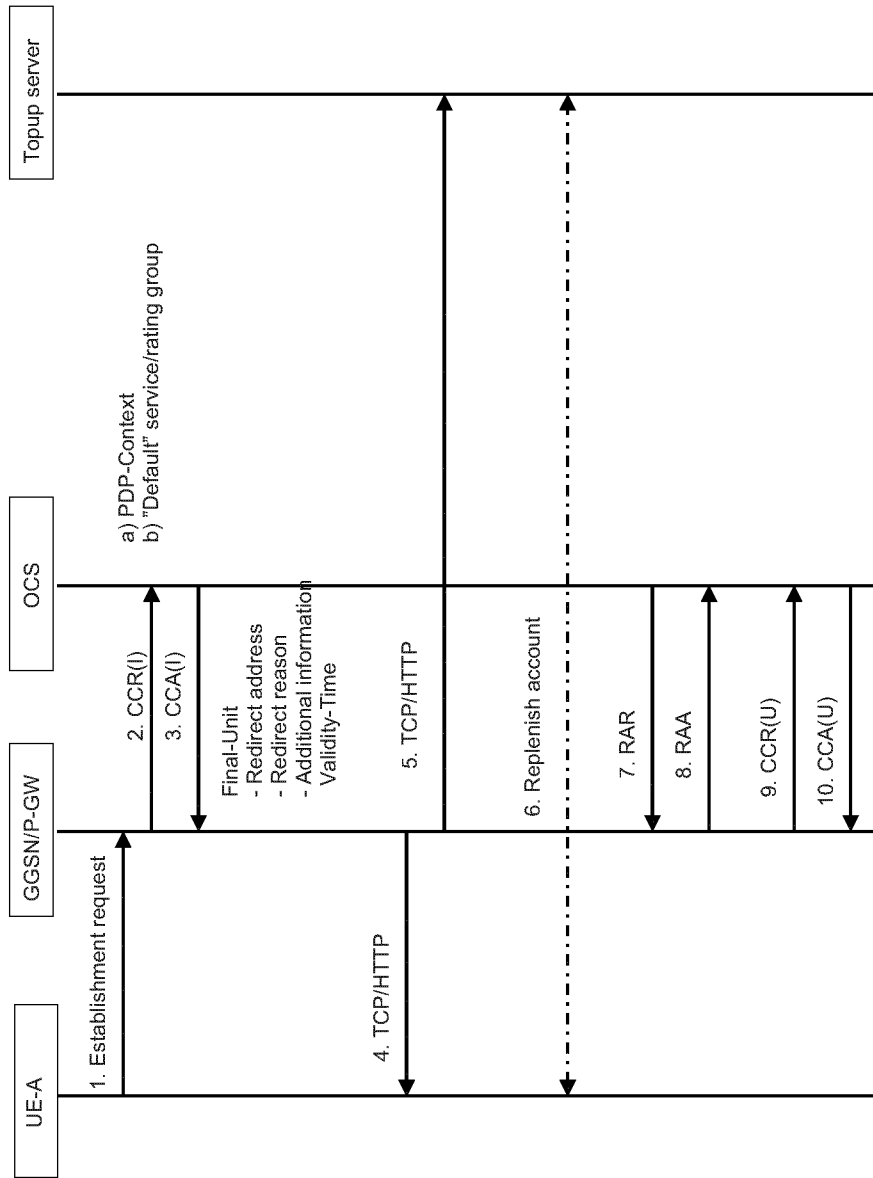 UE-A
GGSN/P-GW
OCS
Topup server
1. Establishment request
2. CCR(I)
a) PDP-Context
b) "Default" service/rating group
3. CCA(I)
Final-Unit
- Redirect address
- Redirect reason
- Additional information
Validity-Time
4. TCP/HTTP
5. TCP/HTTP
6. Replenish account
7. RAR
8. RAA
9. CCR(U)
10. CCA(U)